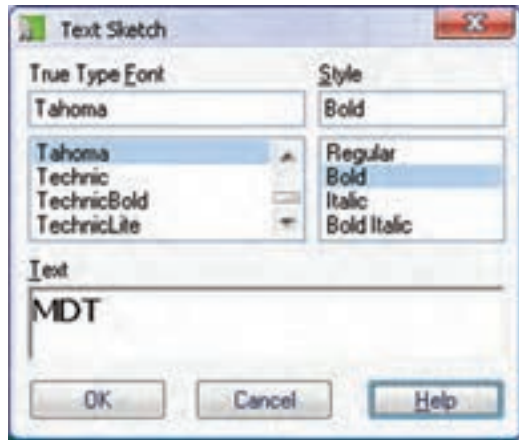 Text Sketch
True Type Font
Style
Tahoma
Bold
Tahoma
Technic
TechnicBold
TechnicLite
Regular
Bold
Italic
Bold Italic
Text
MDT
OK
Cancel
Help